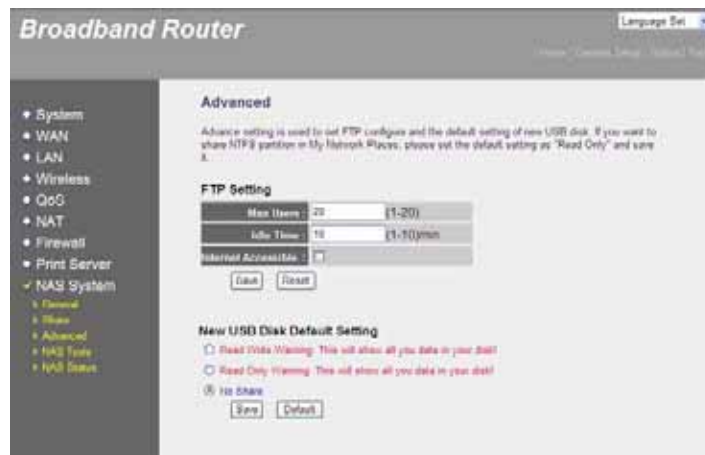 Broadband Router
Language Set
System
WAN
LAN
Wireless
QoS
NAT
Firewall
Print Server
NAS System
General
Share
Advanced
NAS Tools
NAS Status
Advanced
Advance setting is used to set FTP configure and the default setting of new USB disk. If you want to
share NTFS partition in My Network Places, please set the default setting as "Read Only" and save
it.
FTP Setting
Max Users : 20 (1-20)
Idle Time : 10 (1-10)min
Internet Accessible :
Save Reset
New USB Disk Default Setting
Read Write Warning: This will show all you data in your disk!
Read Only Warning: This will show all you data in your disk!
No Share
Save Default